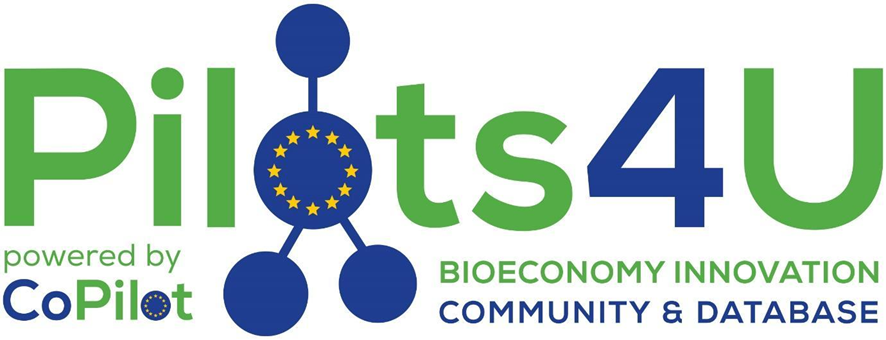 Pilots4U
powered by
CoPilot
BIOECONOMY INNOVATION
COMMUNITY & DATABASE